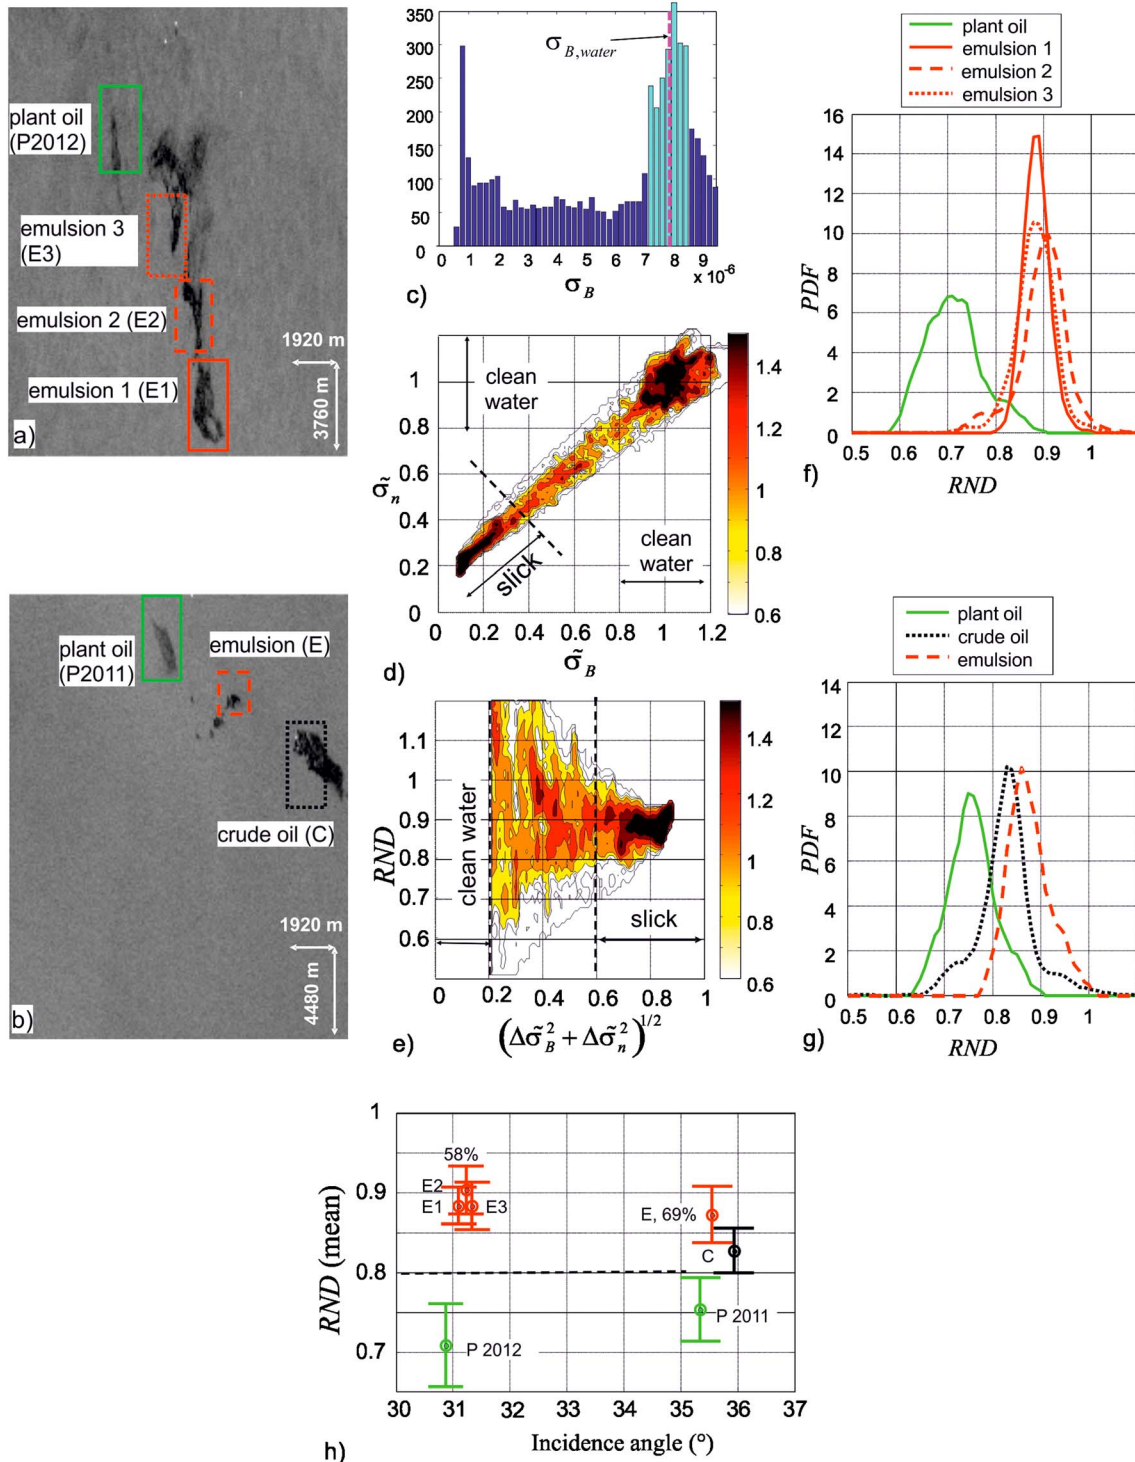 plant oil
(P2012)
emulsion 3
(E3)
emulsion 2 (E2)
emulsion 1 (E1)
1920 m
3760 m
a)
350
300
250
200
150
100
50
0
σ_B,water
0 1 2 3 4 5 6 7 8 9
x 10^-6
c)
σ_B
plant oil
emulsion 1
emulsion 2
emulsion 3
16
14
12
10
8
6
4
2
0
PDF
0.5 0.6 0.7 0.8 0.9 1
f)
RND
clean
water
1
0.8
0.6
0.4
0.2
0
σ̃_n
slick
clean
water
0 0.2 0.4 0.6 0.8 1.0 1.2
d)
σ̃_B
1.4
1.2
1
0.8
0.6
plant oil
(P2011)
emulsion (E)
crude oil (C)
1920 m
4480 m
b)
1.1
1
0.9
0.8
0.7
0.6
RND
clean water
slick
0.2 0.4 0.6 0.8 1
e)
(Δσ̃_B^2 + Δσ̃_n^2)^1/2
1.4
1.2
1
0.8
0.6
plant oil
crude oil
emulsion
14
12
10
8
6
4
2
0
PDF
0.5 0.6 0.7 0.8 0.9 1
g)
RND
1
0.9
0.8
0.7
RND (mean)
58%
E2
E1
E3
E, 69%
C
P 2011
P 2012
30 31 32 33 34 35 36 37
h)
Incidence angle (°)